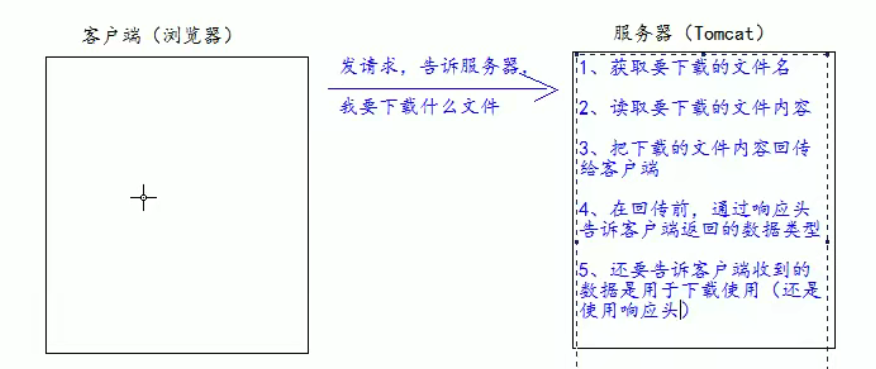 客户端（浏览器）
服务器（Tomcat）
发请求，告诉服务器，
我要下载什么文件
1、获取要下载的文件名
2、读取要下载的文件内容
3、把下载的文件内容回传
给客户端
4、在回传前，通过响应头
告诉客户端返回的数据类型
5、还要告诉客户端收到的
数据是用于下载使用（还是
使用响应头）